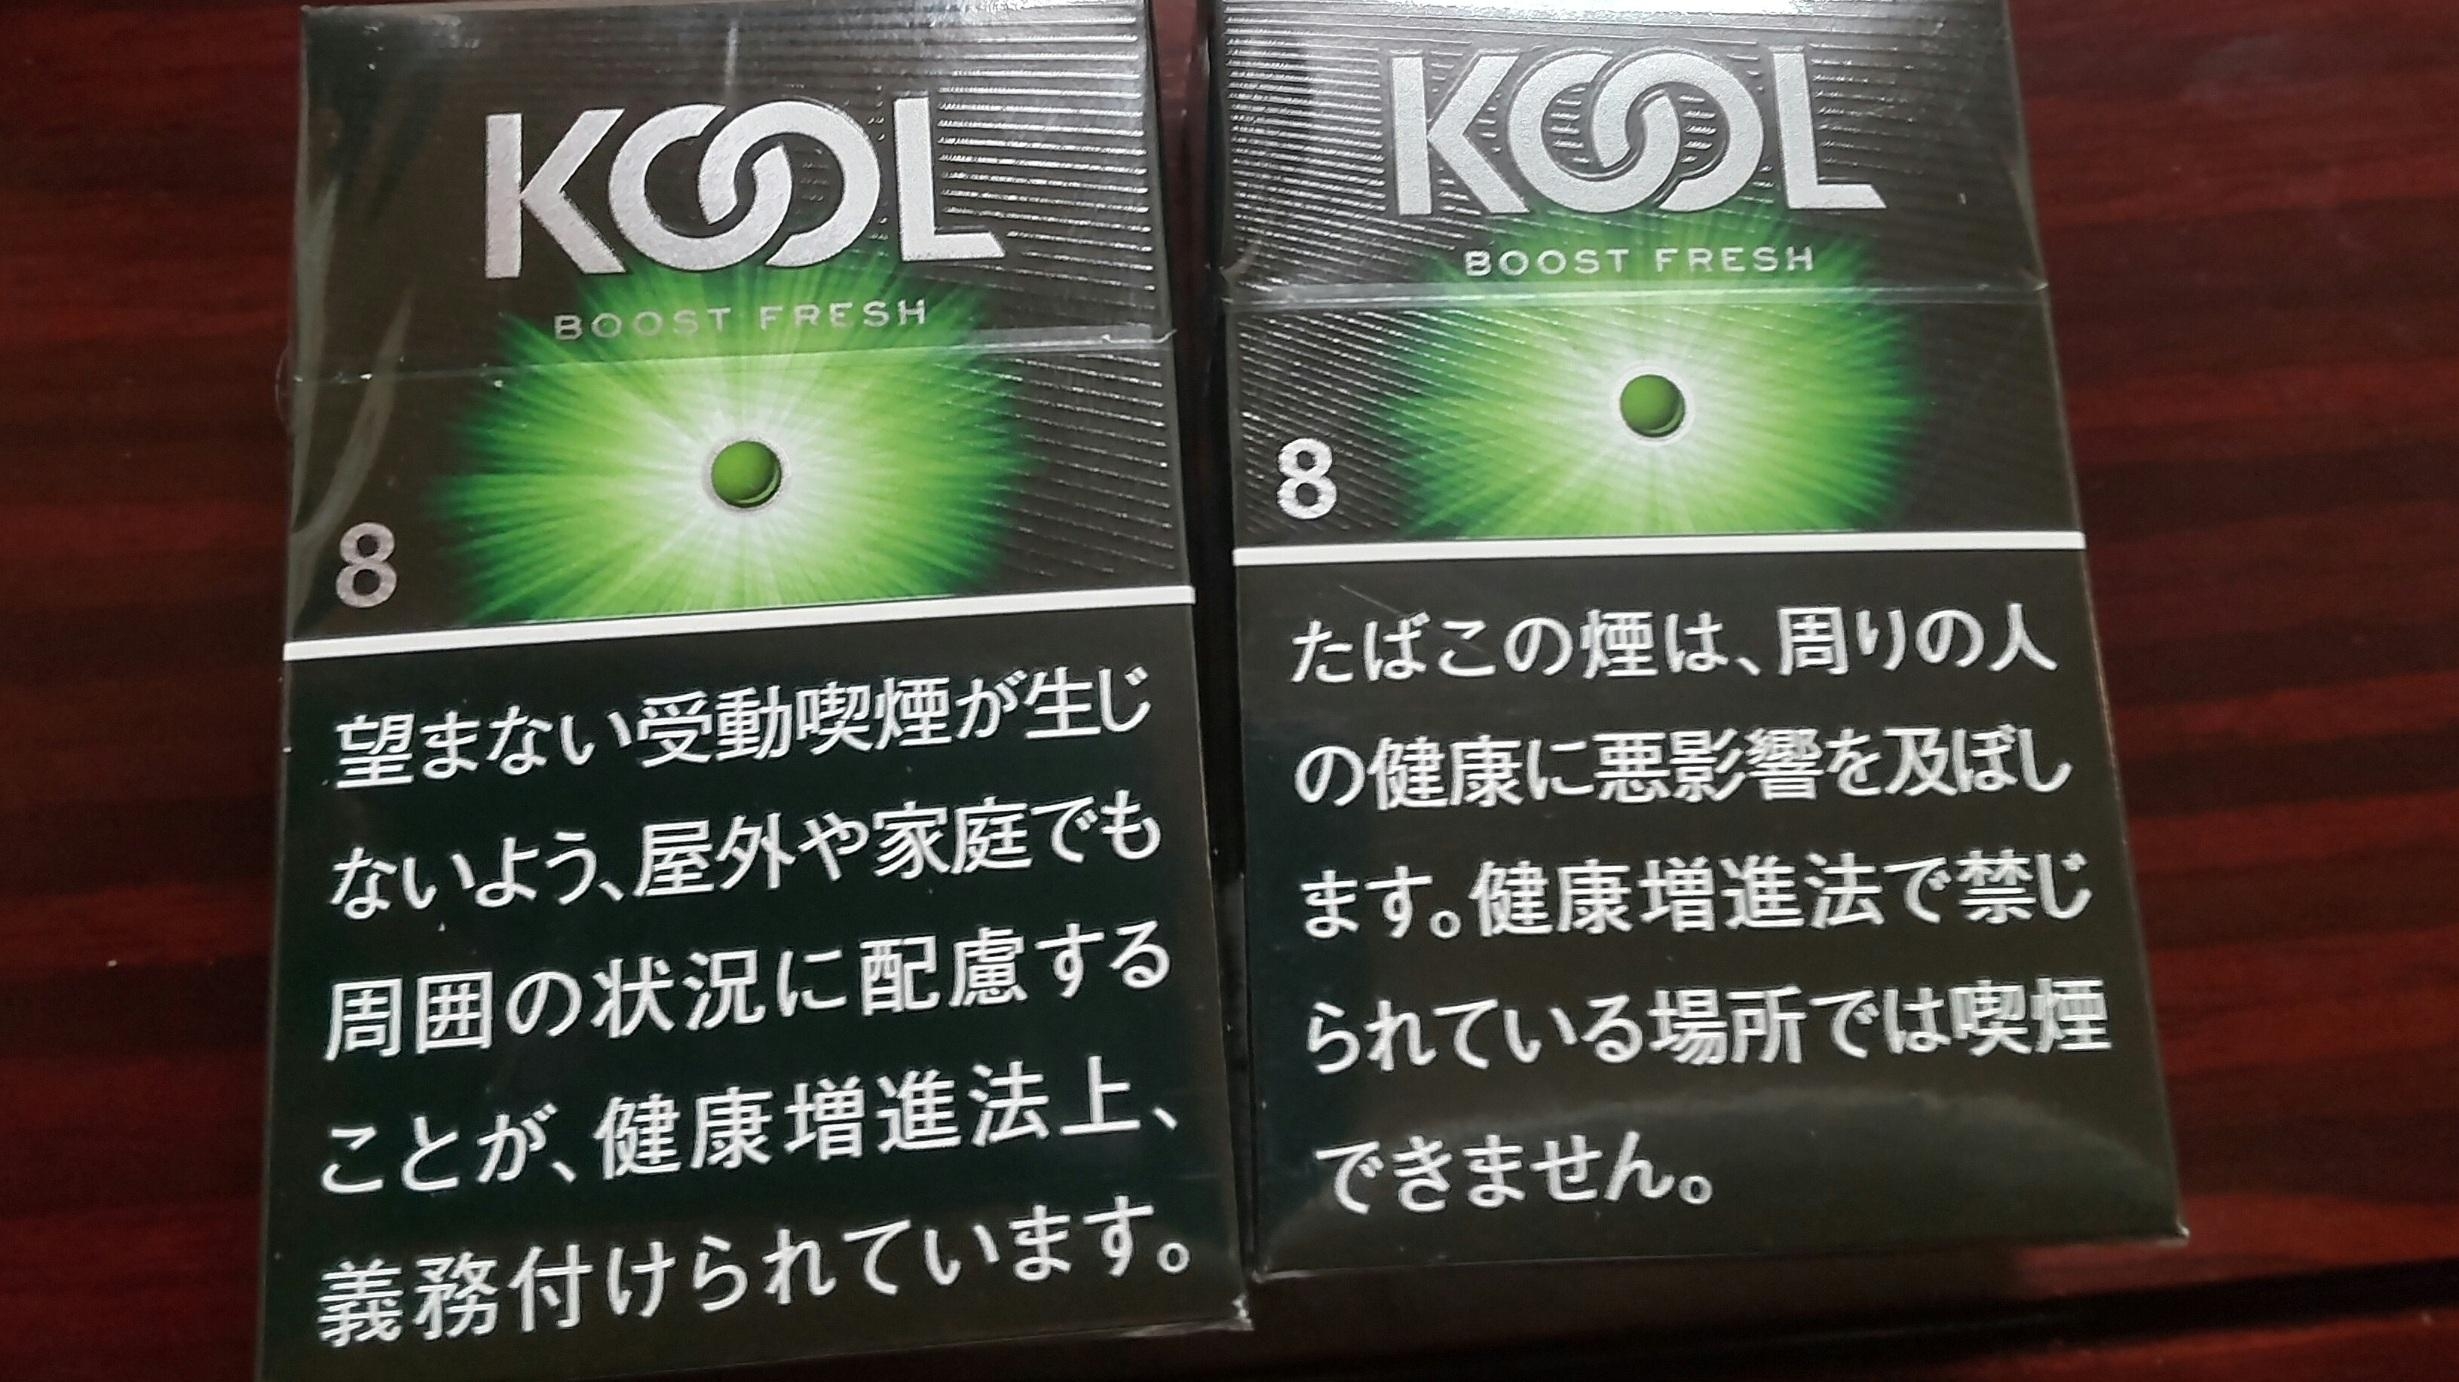 KOOL
BOOST FRESH
8
望まない受動喫煙が生じ
ないよう、屋外や家庭でも
周囲の状況に配慮する
ことが、健康増進法上、
義務付けられています。
KOOL
BOOST FRESH
8
たばこの煙は、周りの人
の健康に悪影響を及ぼし
ます。健康増進法で禁じ
られている場所では喫煙
できません。